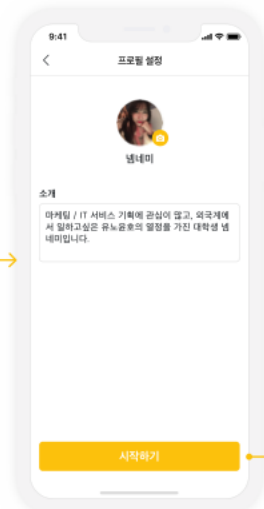 9:41
프로필 설정
넴네미
소개
마케팅 / IT 서비스 기획에 관심이 많고, 외국계에
서 일하고싶은 유노윤호의 열정을 가진 대학생 넴
네미입니다.
시작하기